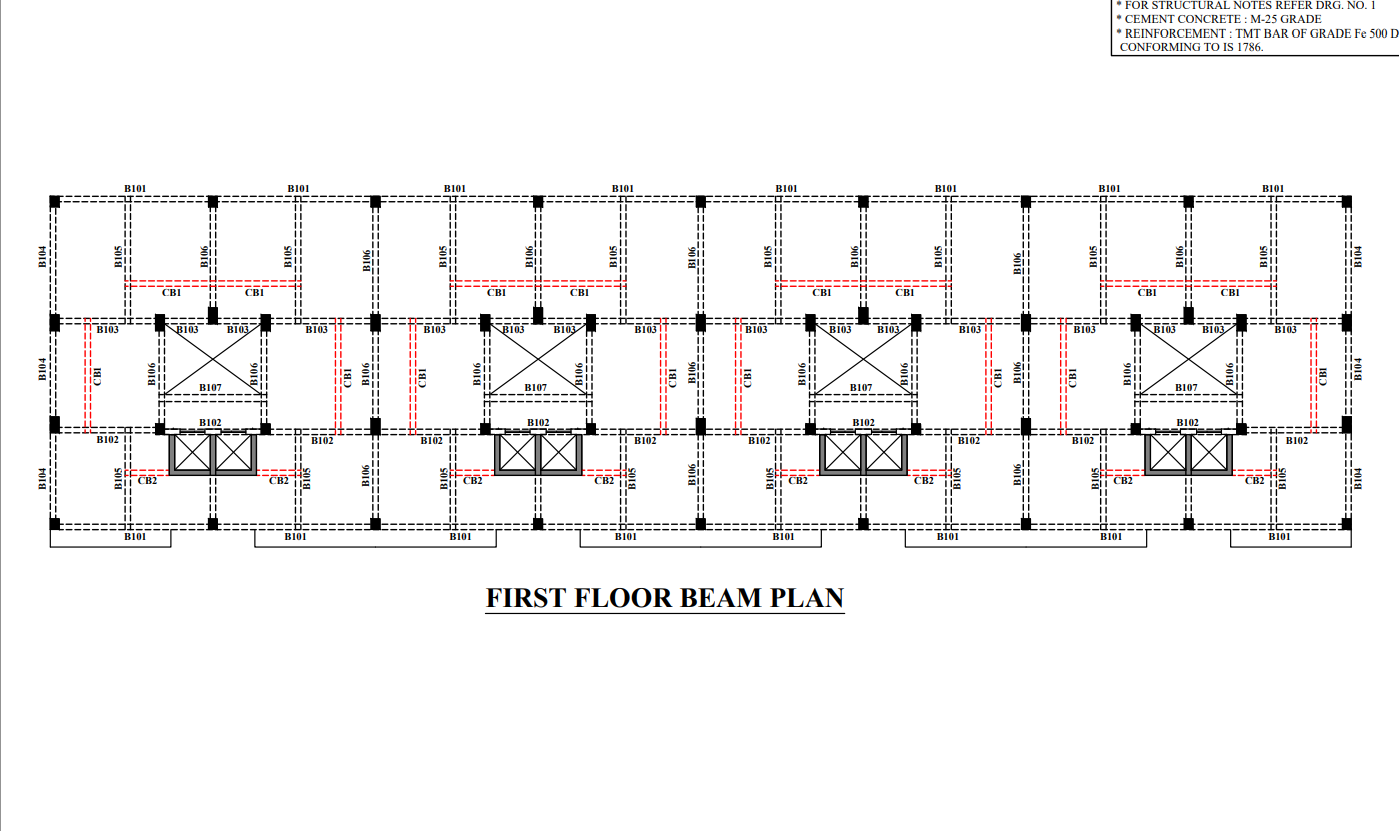 * FOR STRUCTURAL NOTES REFER DRG. NO. 1
* CEMENT CONCRETE : M-25 GRADE
* REINFORCEMENT : TMT BAR OF GRADE Fe 500 D
CONFORMING TO IS 1786.
B101 B101 B101 B101 B101 B101 B101 B101
B104 B105 B106 B105 B106 B105 B106 B105 B106 B105 B106 B105 B106 B105 B106 B105 B104
CB1 CB1 CB1 CB1 CB1 CB1 CB1 CB1
B103 B103 B103 B103 B103 B103 B103 B103 B103 B103 B103 B103 B103 B103 B103 B103
B104 CB1 B106 B106 CB1 B106 CB1 B106 B106 CB1 B106 CB1 B106 B106 CB1 B106 CB1 B106 B106 CB1 B104
B107 B107 B107 B107
B102 B102 B102 B102
B102 B102 B102 B102 B102 B102 B102 B102
B104 B105 B105 B106 B105 B105 B106 B105 B105 B106 B105 B105 B104
CB2 CB2 CB2 CB2 CB2 CB2 CB2 CB2
B101 B101 B101 B101 B101 B101 B101 B101
FIRST FLOOR BEAM PLAN